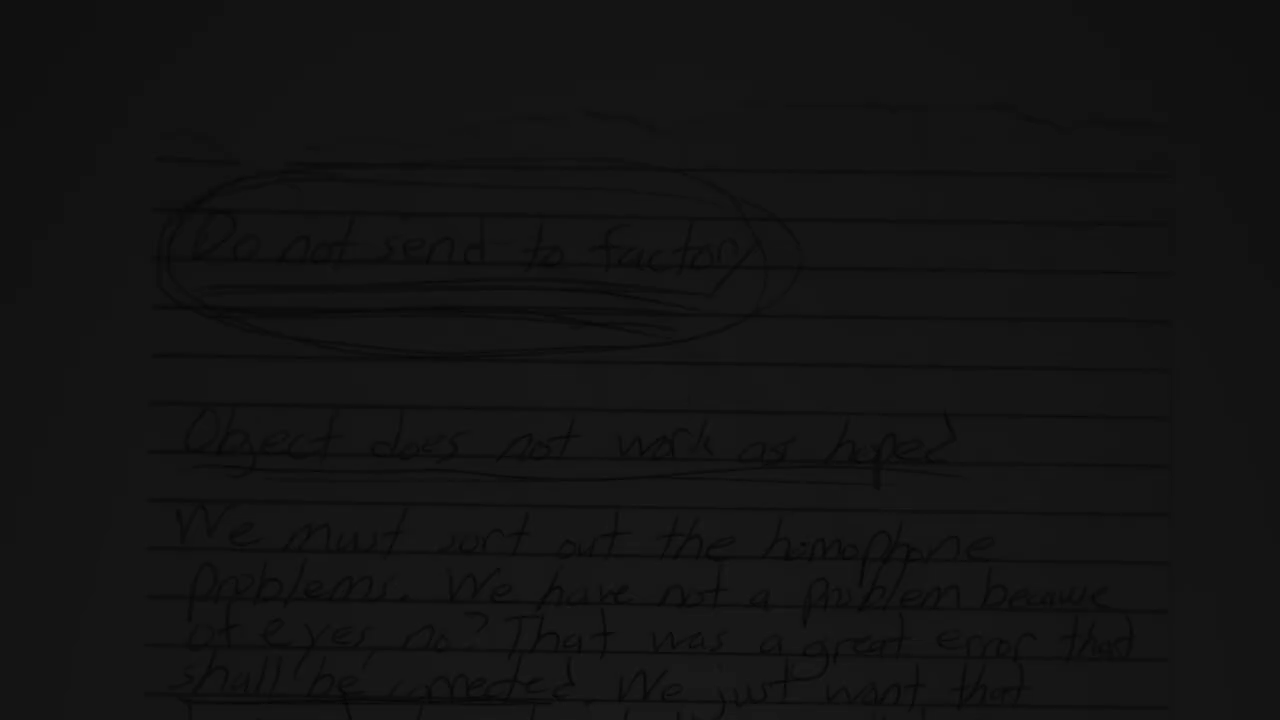 Do not send to factory
Object does not work as hoped
We must sort out the homophone
problems. We have not a problem because
of eyes, no? That was a great error that
shall be corrected. We just want that